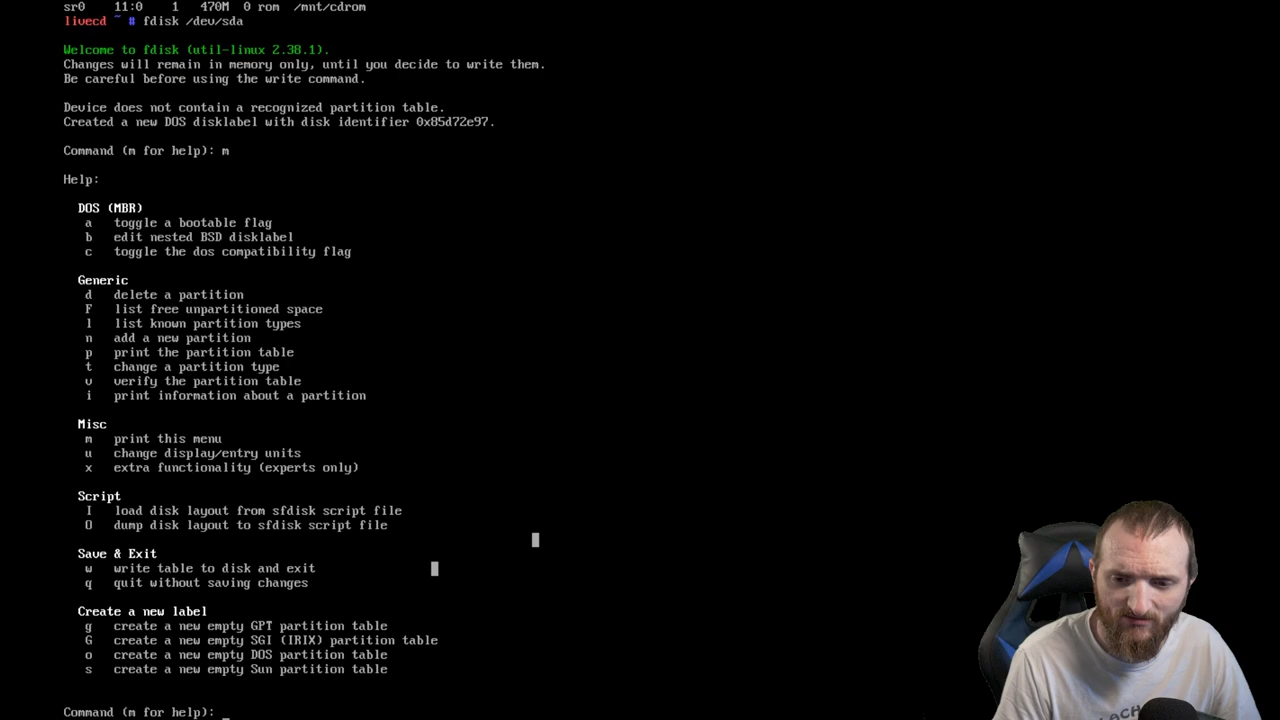 sr0    11:0    1   470M  0 rom  /mnt/cdrom
livecd ~ # fdisk /dev/sda
Welcome to fdisk (util-linux 2.38.1).
Changes will remain in memory only, until you decide to write them.
Be careful before using the write command.
Device does not contain a recognized partition table.
Created a new DOS disklabel with disk identifier 0x85d72e97.
Command (m for help): m
Help:
DOS (MBR)
a   toggle a bootable flag
b   edit nested BSD disklabel
c   toggle the dos compatibility flag
Generic
d   delete a partition
F   list free unpartitioned space
l   list known partition types
n   add a new partition
p   print the partition table
t   change a partition type
v   verify the partition table
i   print information about a partition
Misc
m   print this menu
u   change display/entry units
x   extra functionality (experts only)
Script
I   load disk layout from sfdisk script file
O   dump disk layout to sfdisk script file
Save & Exit
w   write table to disk and exit
q   quit without saving changes
Create a new label
g   create a new empty GPT partition table
G   create a new empty SGI (IRIX) partition table
o   create a new empty DOS partition table
s   create a new empty Sun partition table
Command (m for help):